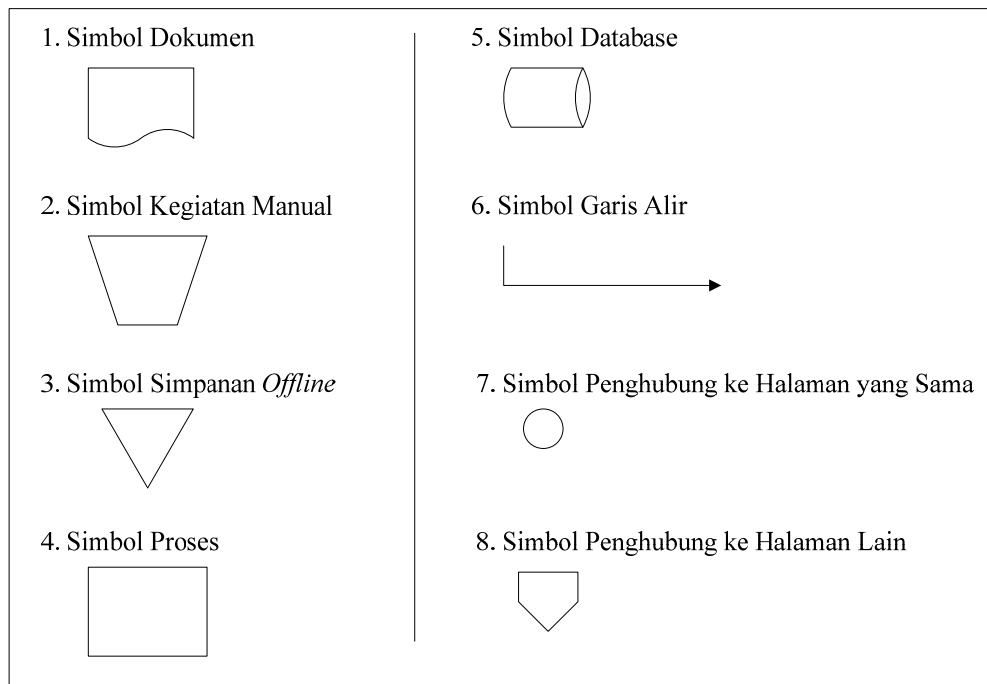 1. Simbol Dokumen
2. Simbol Kegiatan Manual
3. Simbol Simpanan Offline
4. Simbol Proses
5. Simbol Database
6. Simbol Garis Alir
7. Simbol Penghubung ke Halaman yang Sama
8. Simbol Penghubung ke Halaman Lain